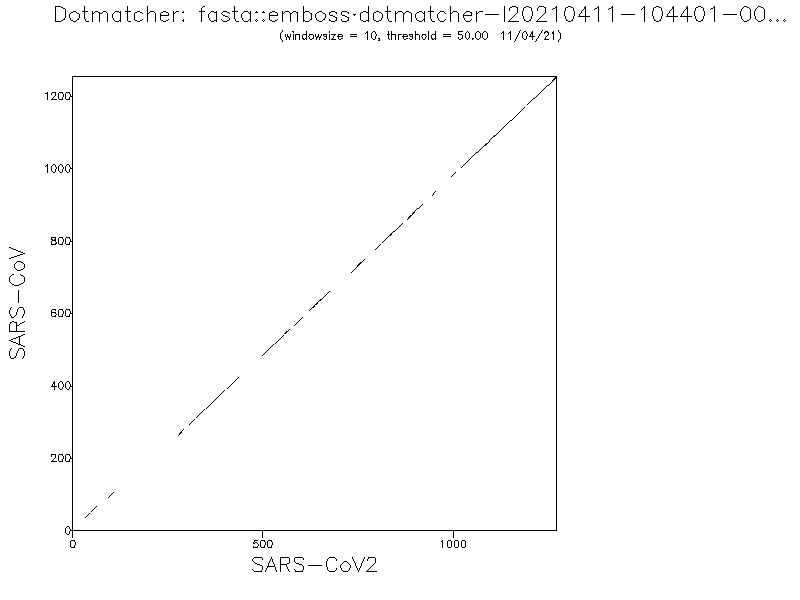 Dotmatcher: fasta::emboss-dotmatcher-I20210411-104401-00...
(windowsize = 10, threshold = 50.00 11/04/21)
1200
1000
800
600
400
200
0
SARS-CoV
0 500 1000
SARS-CoV2